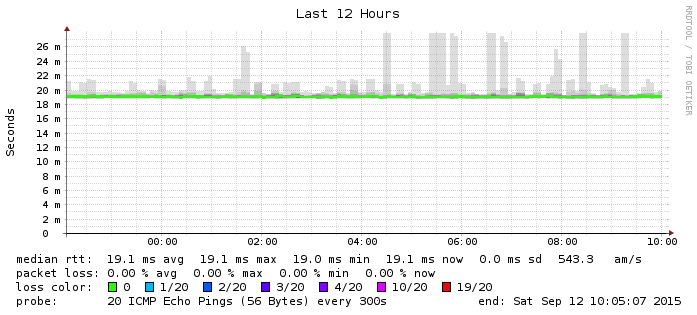 Last 12 Hours
RRDTOOL / TOBI OETIKER
Seconds
26 m
24 m
22 m
20 m
18 m
16 m
14 m
12 m
10 m
8 m
6 m
4 m
2 m
0
00:00 02:00 04:00 06:00 08:00 10:00
median rtt: 19.1 ms avg 19.1 ms max 19.0 ms min 19.1 ms now 0.0 ms sd 543.3 am/s
packet loss: 0.00 % avg 0.00 % max 0.00 % min 0.00 % now
loss color: 0 1/20 2/20 3/20 4/20 10/20 19/20
probe: 20 ICMP Echo Pings (56 Bytes) every 300s end: Sat Sep 12 10:05:07 2015